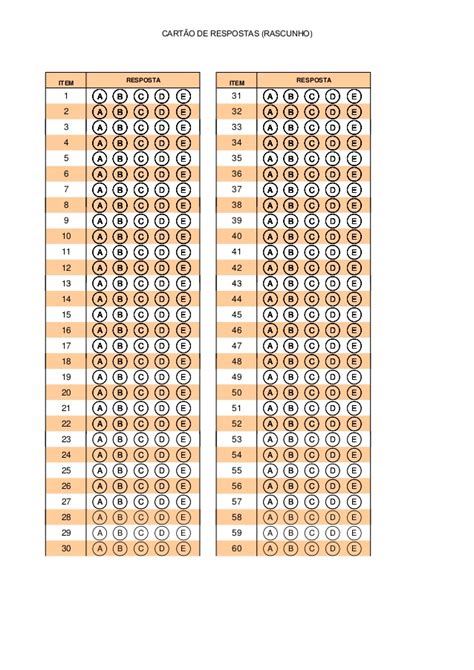 CARTÃO DE RESPOSTAS (RASCUNHO)
ITEM RESPOSTA
1 A B C D E
2 A B C D E
3 A B C D E
4 A B C D E
5 A B C D E
6 A B C D E
7 A B C D E
8 A B C D E
9 A B C D E
10 A B C D E
11 A B C D E
12 A B C D E
13 A B C D E
14 A B C D E
15 A B C D E
16 A B C D E
17 A B C D E
18 A B C D E
19 A B C D E
20 A B C D E
21 A B C D E
22 A B C D E
23 A B C D E
24 A B C D E
25 A B C D E
26 A B C D E
27 A B C D E
28 A B C D E
29 A B C D E
30 A B C D E
ITEM RESPOSTA
31 A B C D E
32 A B C D E
33 A B C D E
34 A B C D E
35 A B C D E
36 A B C D E
37 A B C D E
38 A B C D E
39 A B C D E
40 A B C D E
41 A B C D E
42 A B C D E
43 A B C D E
44 A B C D E
45 A B C D E
46 A B C D E
47 A B C D E
48 A B C D E
49 A B C D E
50 A B C D E
51 A B C D E
52 A B C D E
53 A B C D E
54 A B C D E
55 A B C D E
56 A B C D E
57 A B C D E
58 A B C D E
59 A B C D E
60 A B C D E